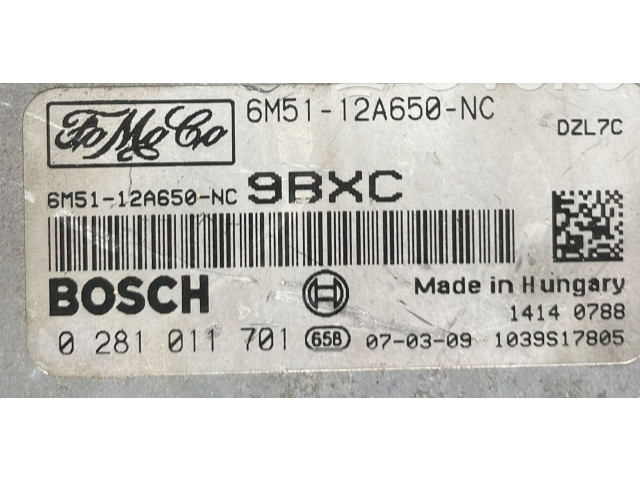 FoMoCo 6M51-12A650-NC
DZL7C
6M51-12A650-NC 9BXC
BOSCH H Made in Hungary
1414 0788
0 281 011 701 65B 07-03-09 1039S17805